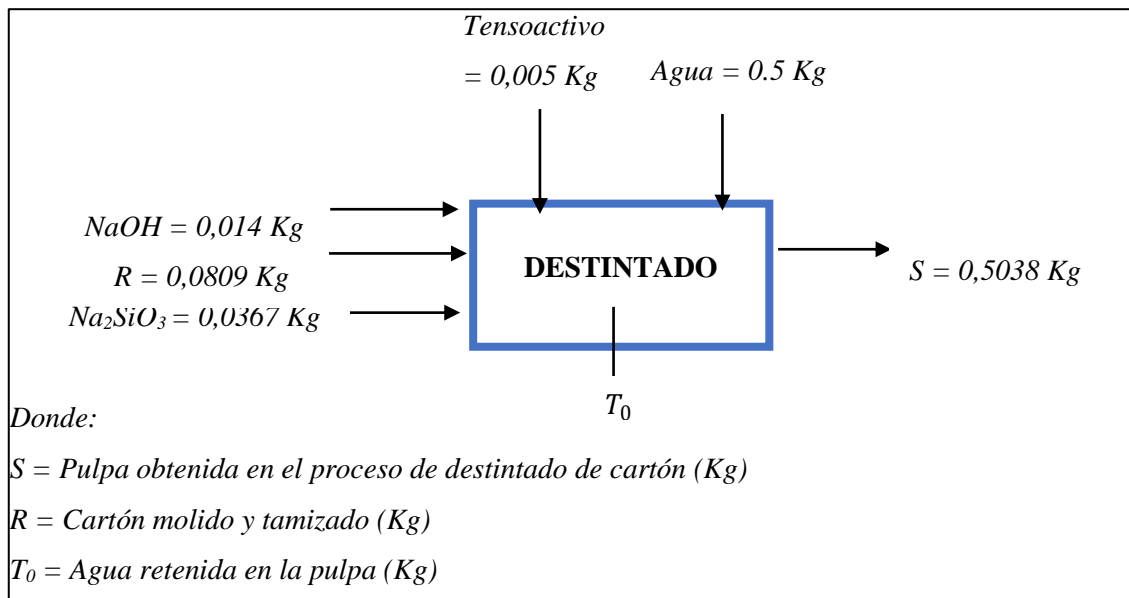 Tensoactivo
= 0,005 Kg
Agua = 0.5 Kg
NaOH = 0,014 Kg
R = 0,0809 Kg
Na₂SiO₃ = 0,0367 Kg
DESTINTADO
S = 0,5038 Kg
T₀
Donde:
S = Pulpa obtenida en el proceso de destintado de cartón (Kg)
R = Cartón molido y tamizado (Kg)
T₀ = Agua retenida en la pulpa (Kg)